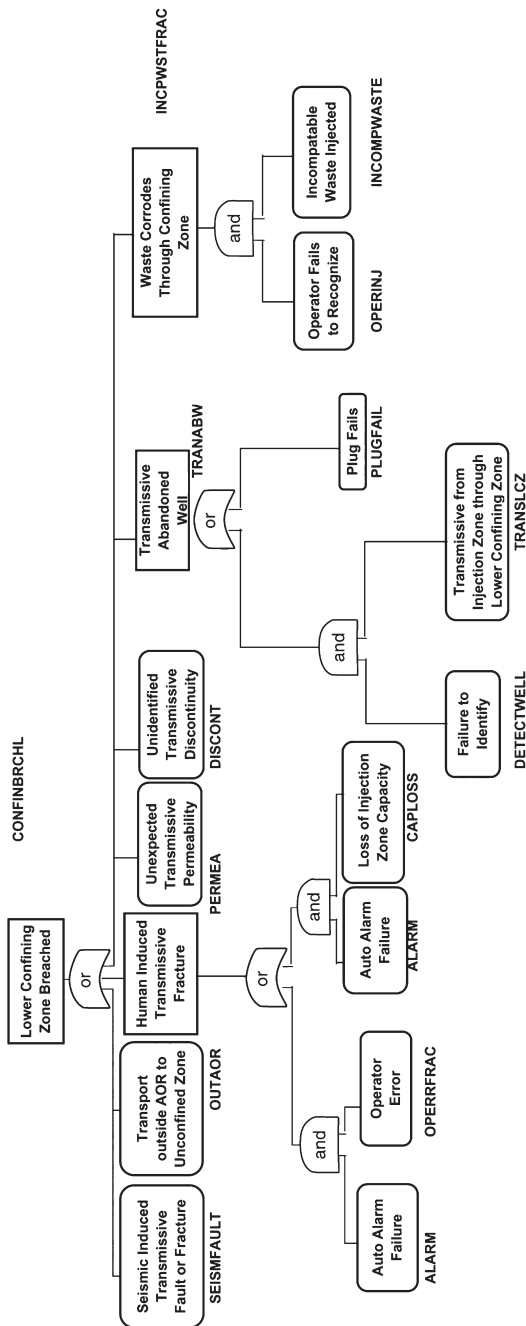 CONFINBRCHL
Lower Confining
Zone Breached
or
Seismic Induced
Transmissive
Fault or Fracture
SEISMFAULT
Transport
outside AOR to
Unconfined Zone
OUTAOR
Human Induced
Transmissive
Fracture
Unexpected
Transmissive
Permeability
PERMEA
Unidentified
Transmissive
Discontinuity
DISCONT
Transmissive
Abandoned
Well
TRANABW
Waste Corrodes
Through Confining
Zone
INCPWSTFRAC
or
or
and
and
and
Auto Alarm
Failure
ALARM
Operator
Error
OPERRFRAC
Auto Alarm
Failure
ALARM
Loss of Injection
Zone Capacity
CAPLOSS
and
Plug Fails
PLUGFAIL
Operator Fails
to Recognize
OPERINJ
Incompatable
Waste Injected
INCOMPWASTE
Failure to
Identify
DETECTWELL
Transmissive from
Injection Zone through
Lower Confining Zone
TRANSLCZ